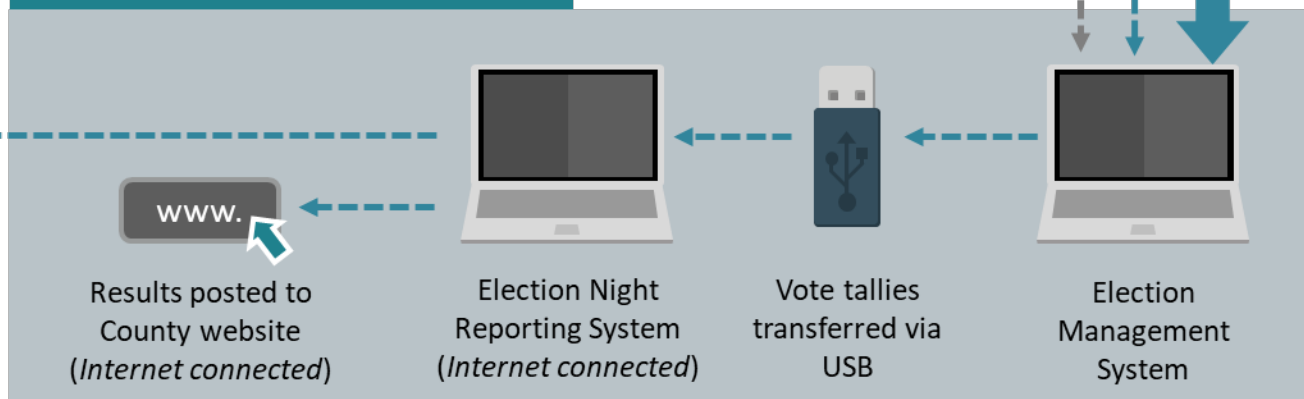 www.
Results posted to
County website
(Internet connected)
Election Night
Reporting System
(Internet connected)
Vote tallies
transferred via
USB
Election
Management
System